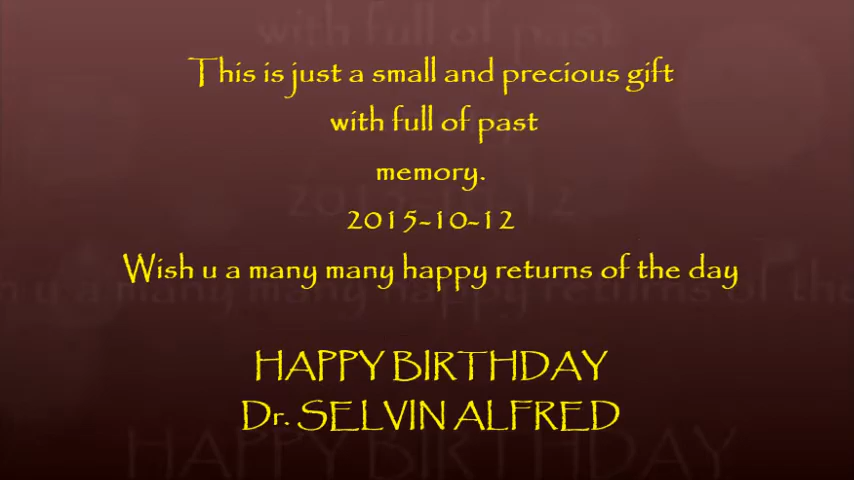 This is just a small and precious gift
with full of past
memory.
2015-10-12
Wish u a many many happy returns of the day
HAPPY BIRTHDAY
Dr. SELVIN ALFRED